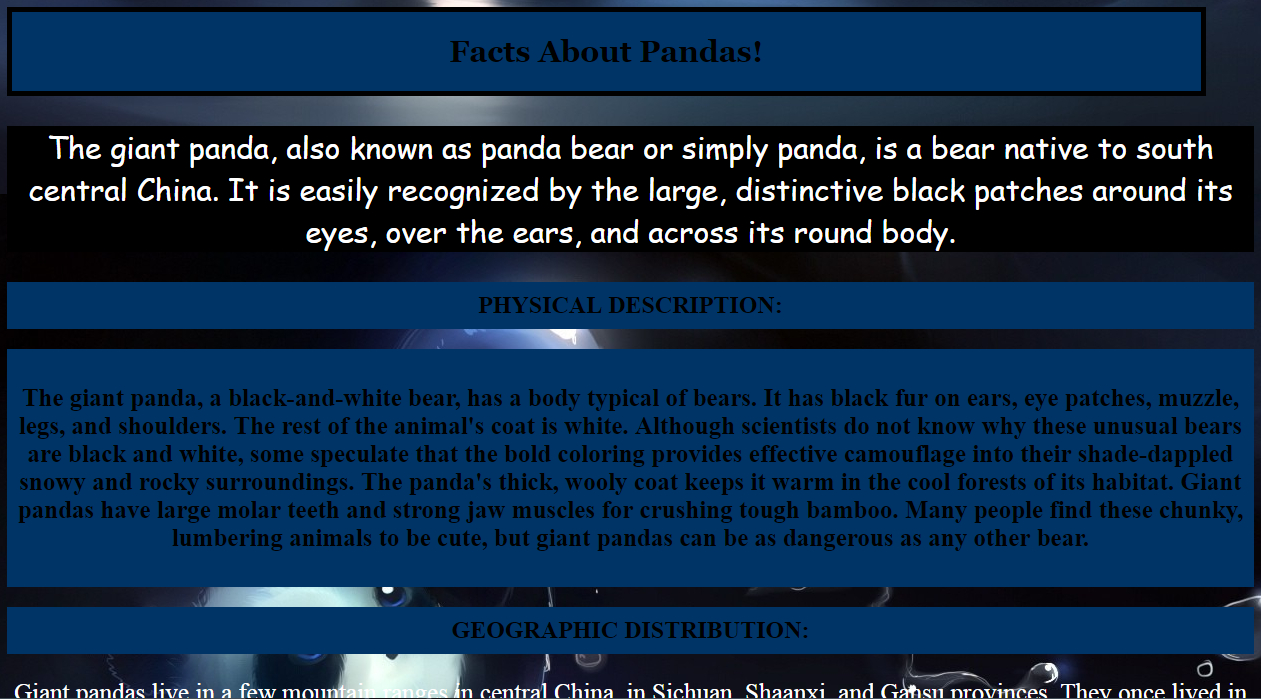 Facts About Pandas!
The giant panda, also known as panda bear or simply panda, is a bear native to south
central China. It is easily recognized by the large, distinctive black patches around its
eyes, over the ears, and across its round body.
PHYSICAL DESCRIPTION:
The giant panda, a black-and-white bear, has a body typical of bears. It has black fur on ears, eye patches, muzzle,
legs, and shoulders. The rest of the animal's coat is white. Although scientists do not know why these unusual bears
are black and white, some speculate that the bold coloring provides effective camouflage into their shade-dappled
snowy and rocky surroundings. The panda's thick, wooly coat keeps it warm in the cool forests of its habitat. Giant
pandas have large molar teeth and strong jaw muscles for crushing tough bamboo. Many people find these chunky,
lumbering animals to be cute, but giant pandas can be as dangerous as any other bear.
GEOGRAPHIC DISTRIBUTION:
Giant pandas live in a few mountain ranges in central China, in Sichuan, Shaanxi, and Gansu provinces. They once lived in